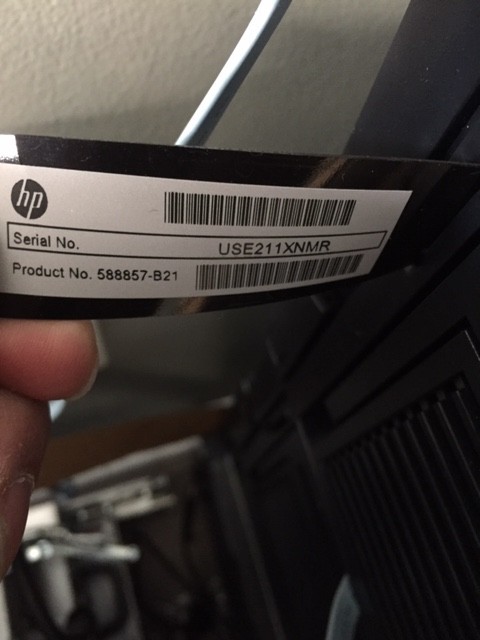 hp
Serial No. USE211XNMR
Product No. 588857-B21